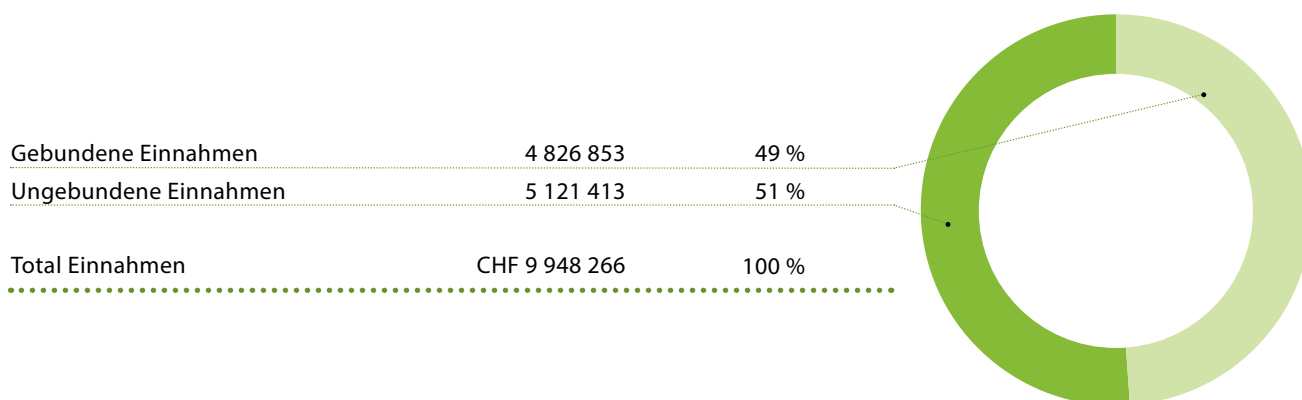 Gebundene Einnahmen 4 826 853 49 %
Ungebundene Einnahmen 5 121 413 51 %
Total Einnahmen CHF 9 948 266 100 %